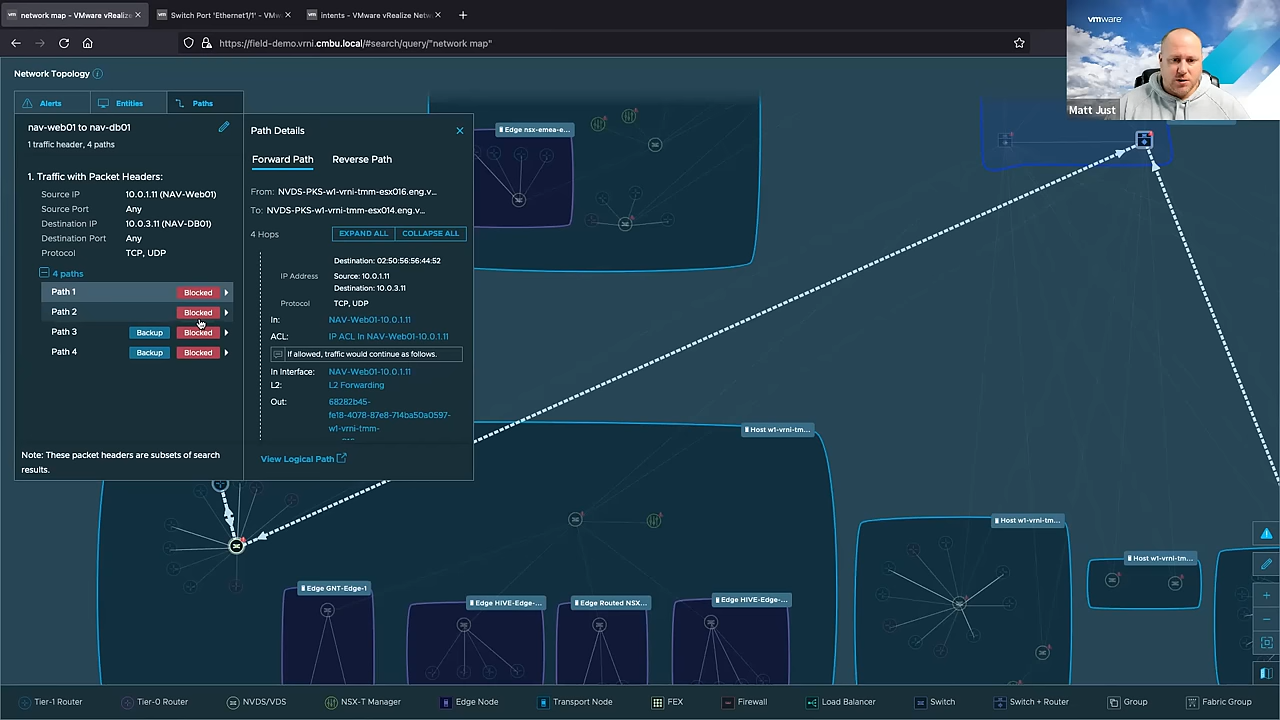 network map - VMware vRealiz
Switch Port 'Ethernet1/1' - VMw
intents - VMware vRealize Netw
https://field-demo.vrni.cmbu.local/#search/query/"network map"
vmware
Matt Just
Network Topology
Alerts
Entities
Paths
nav-web01 to nav-db01
1 traffic header, 4 paths
1. Traffic with Packet Headers:
Source IP 10.0.1.11 (NAV-Web01)
Source Port Any
Destination IP 10.0.3.11 (NAV-DB01)
Destination Port Any
Protocol TCP, UDP
4 paths
Path 1 Blocked
Path 2 Blocked
Path 3 Backup Blocked
Path 4 Backup Blocked
Note: These packet headers are subsets of search
results.
Path Details
Forward Path Reverse Path
From: NVDS-PKS-w1-vrni-tmm-esx016.eng.v...
To: NVDS-PKS-w1-vrni-tmm-esx014.eng.v...
4 Hops EXPAND ALL COLLAPSE ALL
Destination: 02:50:56:56:44:52
IP Address Source: 10.0.1.11
Destination: 10.0.3.11
Protocol TCP, UDP
In: NAV-Web01-10.0.1.11
ACL: IP ACL In NAV-Web01-10.0.1.11
If allowed, traffic would continue as follows.
In Interface: NAV-Web01-10.0.1.11
L2: L2 Forwarding
Out: 68282b45-
fe18-4078-87e8-714ba50a0597-
w1-vrni-tmm-
View Logical Path
Edge nsx-emea-e...
Host w1-vrni-tm...
Host w1-vrni-tm...
Host w1-vrni-tm...
Edge GNT-Edge-1
Edge HIVE-Edge-...
Edge Routed NSX...
Edge HIVE-Edge-...
Tier-1 Router
Tier-0 Router
NVDS/VDS
NSX-T Manager
Edge Node
Transport Node
FEX
Firewall
Load Balancer
Switch
Switch + Router
Group
Fabric Group